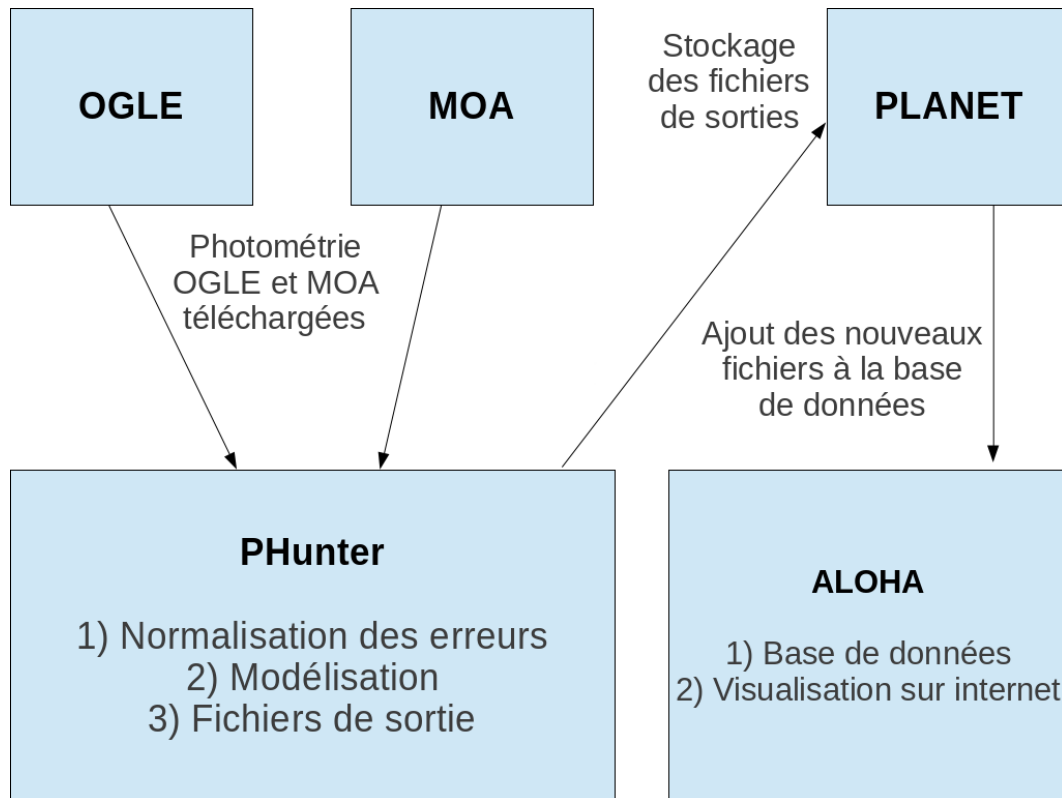 OGLE
MOA
Stockage
des fichiers
de sorties
PLANET
Photométrie
OGLE et MOA
téléchargées
Ajout des nouveaux
fichiers à la base
de données
PHunter
1) Normalisation des erreurs
2) Modélisation
3) Fichiers de sortie
ALOHA
1) Base de données
2) Visualisation sur internet